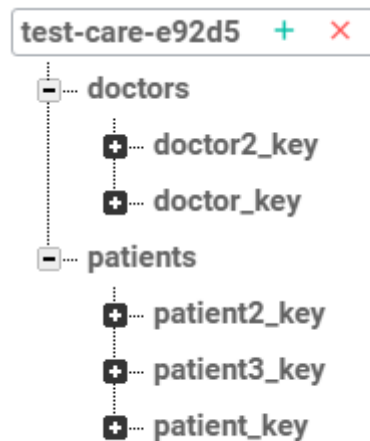 test-care-e92d5
doctors
doctor2_key
doctor_key
patients
patient2_key
patient3_key
patient_key